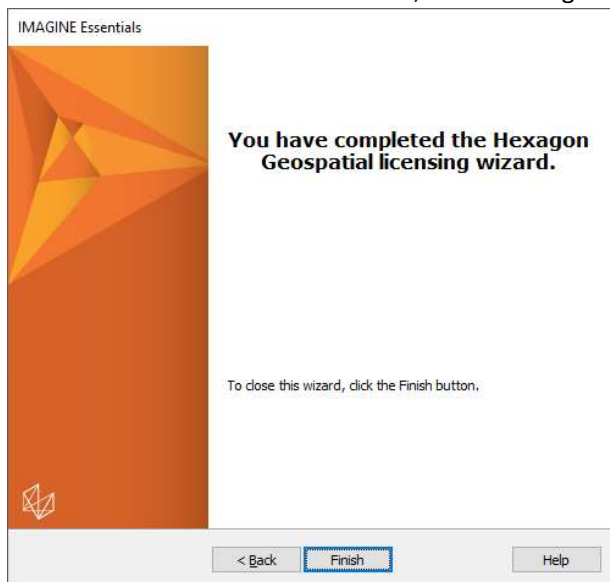 IMAGINE Essentials
You have completed the Hexagon
Geospatial licensing wizard.
To close this wizard, click the Finish button.
< Back
Finish
Help